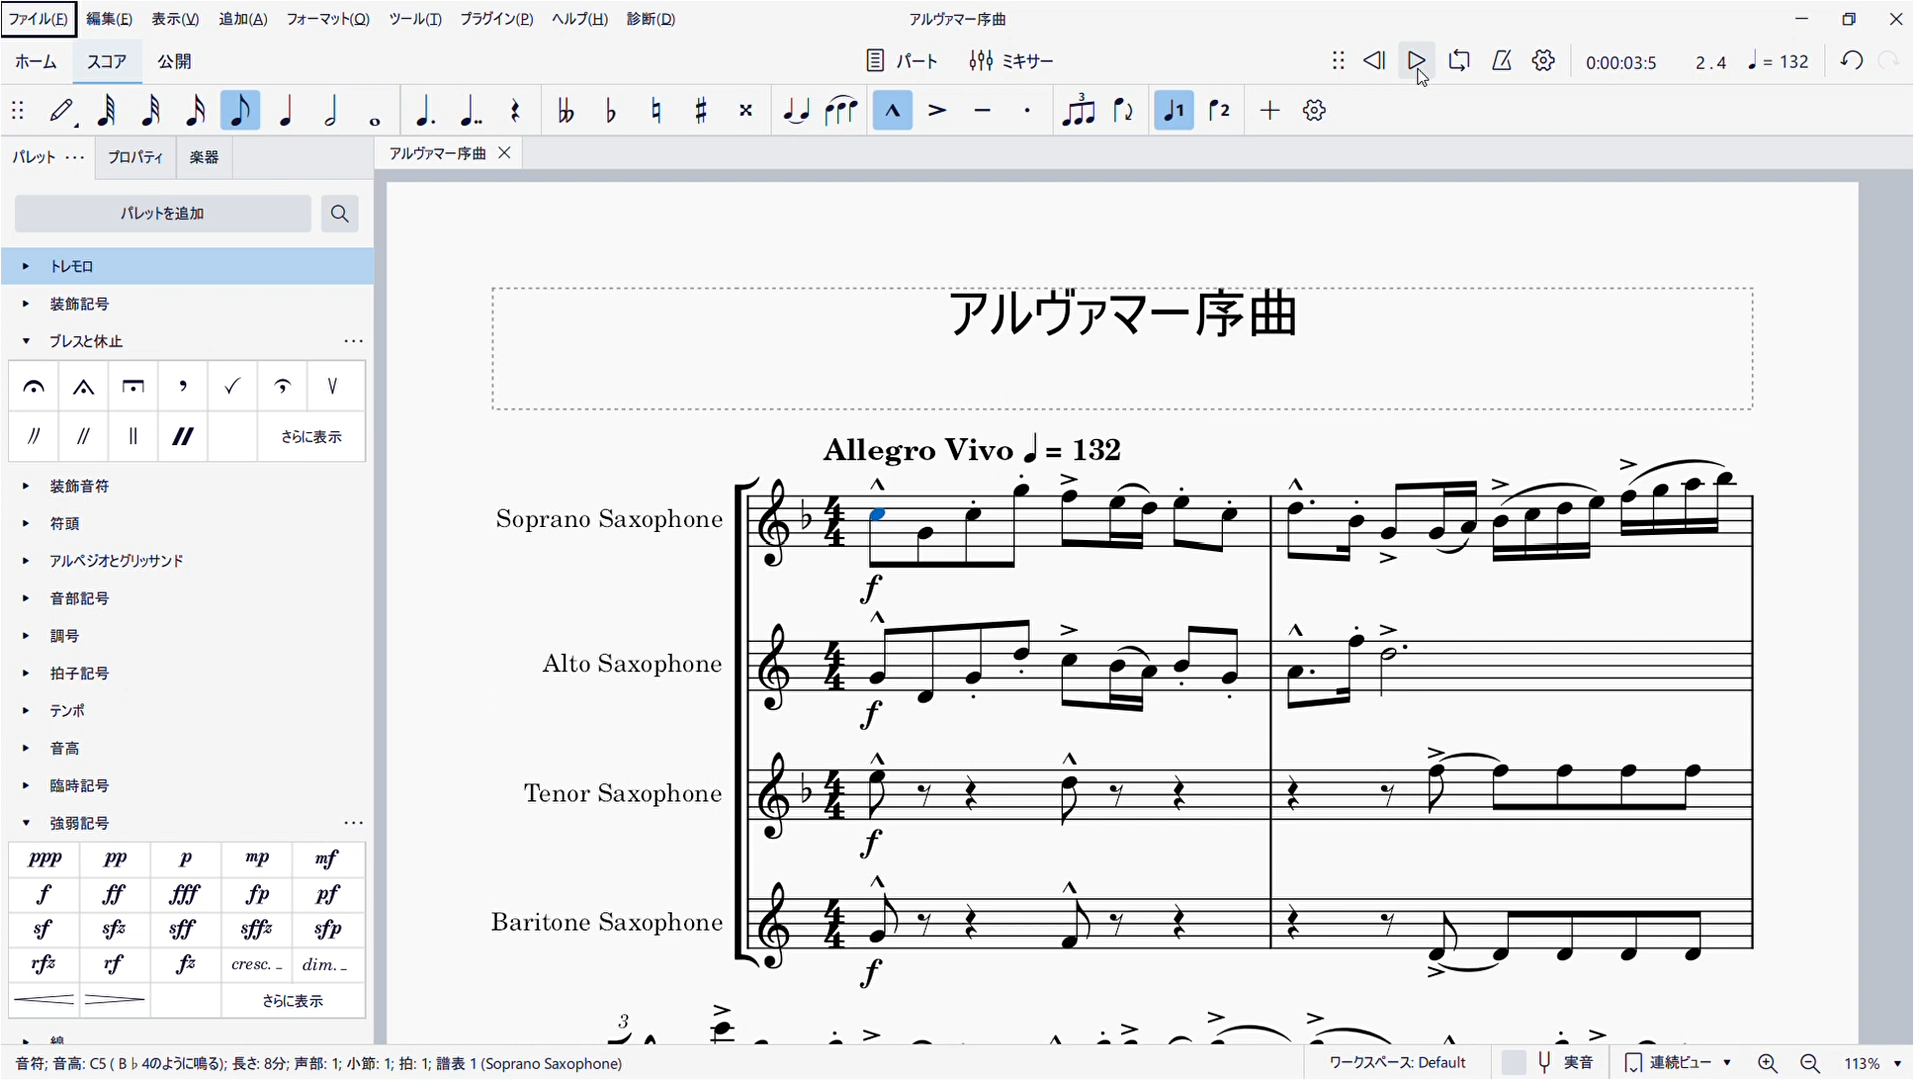 ファイル(F) 編集(E) 表示(V) 追加(A) フォーマット(O) ツール(T) プラグイン(P) ヘルプ(H) 診断(D) アルヴァマー序曲
ホーム スコア 公開 パート ミキサー 0:00:03:5 2 . 4 = 132
3 1 2
パレット プロパティ 楽器 アルヴァマー序曲
パレットを追加
トレモロ
装飾記号
ブレスと休止
さらに表示
装飾音符
符頭
アルペジオとグリッサンド
音部記号
調号
拍子記号
テンポ
音高
臨時記号
強弱記号
ppp pp p mp mf
f ff fff fp pf
sf sfz sff sffz sfp
rfz rf fz cresc. _ dim. _
さらに表示
線
アルヴァマー序曲
Allegro Vivo = 132
Soprano Saxophone
f
Alto Saxophone
f
Tenor Saxophone
f
Baritone Saxophone
f
3
音符; 音高: C5 ( B♭4のように鳴る); 長さ: 8分; 声部: 1; 小節: 1; 拍: 1; 譜表 1 (Soprano Saxophone) ワークスペース: Default 実音 連続ビュー 113%